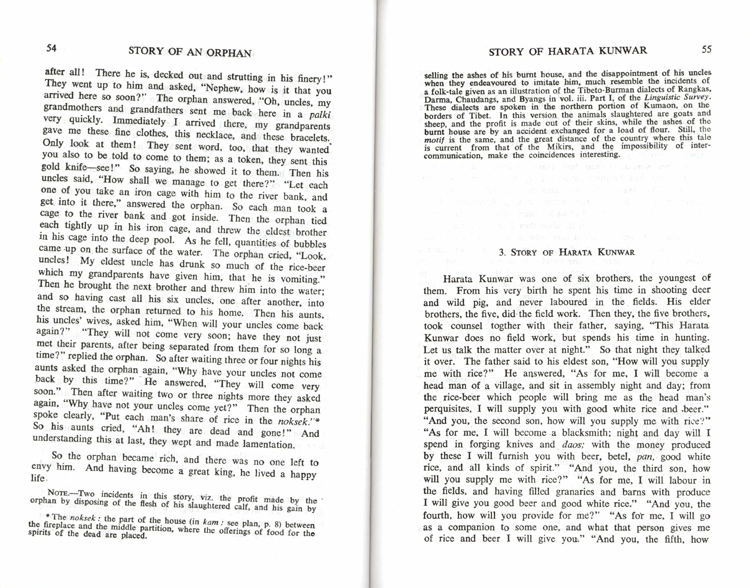 54
STORY OF AN ORPHAN
after all! There he is, decked out and strutting in his finery!"
They went up to him and asked, "Nephew, how is it that you
arrived here so soon?" The orphan answered, "Oh, uncles, my
grandmothers and grandfathers sent me back here in a palki
very quickly. Immediately I arrived there, my grandparents
gave me these fine clothes, this necklace, and these bracelets.
Only look at them! They sent word, too, that they wanted
you also to be told to come to them; as a token, they sent this
gold knife—see!" So saying, he showed it to them. Then his
uncles said, "How shall we manage to get there?" "Let each
one of you take an iron cage with him to the river bank, and
get into it there," answered the orphan. So each man took a
cage to the river bank and got inside. Then the orphan tied
each tightly up in his iron cage, and threw the eldest brother
in his cage into the deep pool. As he fell, quantities of bubbles
came up on the surface of the water. The orphan cried, "Look,
uncles! My eldest uncle has drunk so much of the rice-beer
which my grandparents have given him, that he is vomiting."
Then he brought the next brother and threw him into the water;
and so having cast all his six uncles, one after another, into
the stream, the orphan returned to his home. Then his aunts,
his uncles' wives, asked him, "When will your uncles come back
again?" "They will not come very soon; have they not just
met their parents, after being separated from them for so long a
time?" replied the orphan. So after waiting three or four nights his
aunts asked the orphan again, "Why have your uncles not come
back by this time?" He answered, "They will come very
soon." Then after waiting two or three nights more they asked
again, "Why have not your uncles come yet?" Then the orphan
spoke clearly, "Put each man's share of rice in the noksek."*
So his aunts cried, "Ah! they are dead and gone!" And
understanding this at last, they wept and made lamentation.
So the orphan became rich, and there was no one left to
envy him. And having become a great king, he lived a happy
life.
NOTE.—Two incidents in this story, viz. the profit made by the
orphan by disposing of the flesh of his slaughtered calf, and his gain by
* The noksek: the part of the house (in kam: see plan, p. 8) between
the fireplace and the middle partition, where the offerings of food for the
spirits of the dead are placed.
STORY OF HARATA KUNWAR
55
selling the ashes of his burnt house, and the disappointment of his uncles
when they endeavoured to imitate him, much resemble the incidents of
a folk-tale given as an illustration of the Tibeto-Burman dialects of Rangkas,
Darma, Chaudangs, and Byangs in vol. iii. Part I, of the Linguistic Survey.
These dialects are spoken in the northern portion of Kumaon, on the
borders of Tibet. In this version the animals slaughtered are goats and
sheep, and the profit is made out of their skins, while the ashes of the
burnt house are by an accident exchanged for a load of flour. Still, the
motif is the same, and the great distance of the country where this tale
is current from that of the Mikirs, and the impossibility of inter-
communication, make the coincidences interesting.
3. STORY OF HARATA KUNWAR
Harata Kunwar was one of six brothers, the youngest of
them. From his very birth he spent his time in shooting deer
and wild pig, and never laboured in the fields. His elder
brothers, the five, did the field work. Then they, the five brothers,
took counsel togther with their father, saying, "This Harata
Kunwar does no field work, but spends his time in hunting.
Let us talk the matter over at night." So that night they talked
it over. The father said to his eldest son, "How will you supply
me with rice?" He answered, "As for me, I will become a
head man of a village, and sit in assembly night and day; from
the rice-beer which people will bring me as the head man's
perquisites, I will supply you with good white rice and beer."
"And you, the second son, how will you supply me with rice?"
"As for me, I will become a blacksmith; night and day will I
spend in forging knives and daos; with the money produced
by these I will furnish you with beer, betel, pan, good white
rice, and all kinds of spirit." "And you, the third son, how
will you supply me with rice?" "As for me, I will labour in
the fields, and having filled granaries and barns with produce
I will give you good beer and good white rice." "And you, the
fourth, how will you provide for me?" "As for me, I will go
as a companion to some one, and what that person gives me
of rice and beer I will give you." "And you, the fifth, how